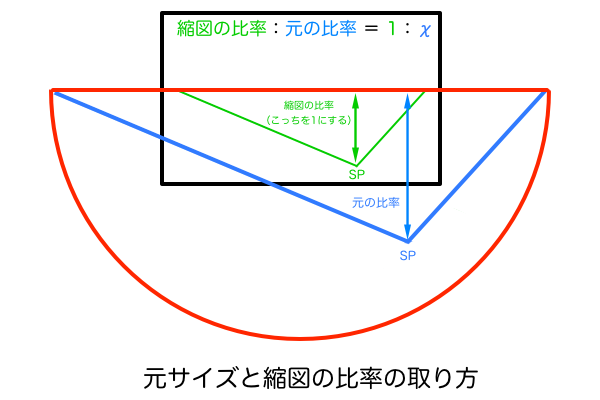 縮図の比率：元の比率 ＝ 1： χ
縮図の比率
（こっちを1にする）
SP
元の比率
SP
元サイズと縮図の比率の取り方